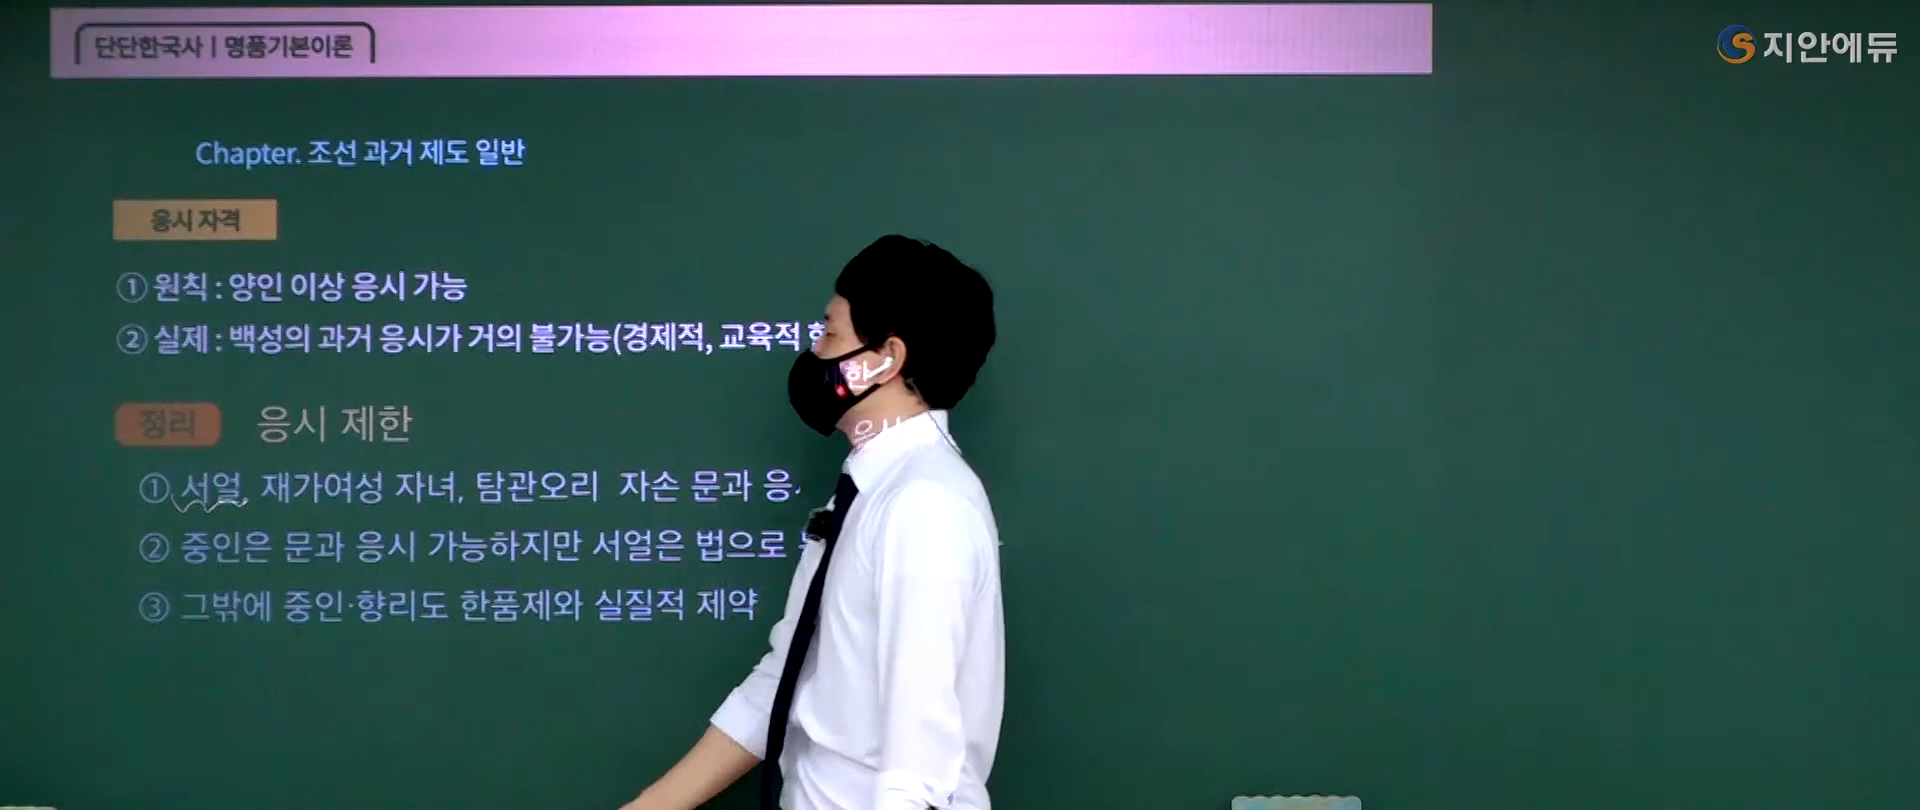 단단한국사 | 명품기본이론
지안에듀
Chapter. 조선 과거 제도 일반
응시 자격
① 원칙 : 양인 이상 응시 가능
② 실제 : 백성의 과거 응시가 거의 불가능(경제적, 교육적
한
정리 응시 제한
① 서얼, 재가여성 자녀, 탐관오리 자손 문과
② 중인은 문과 응시 가능하지만 서얼은 법으로
③ 그밖에 중인·향리도 한품제와 실질적 제약